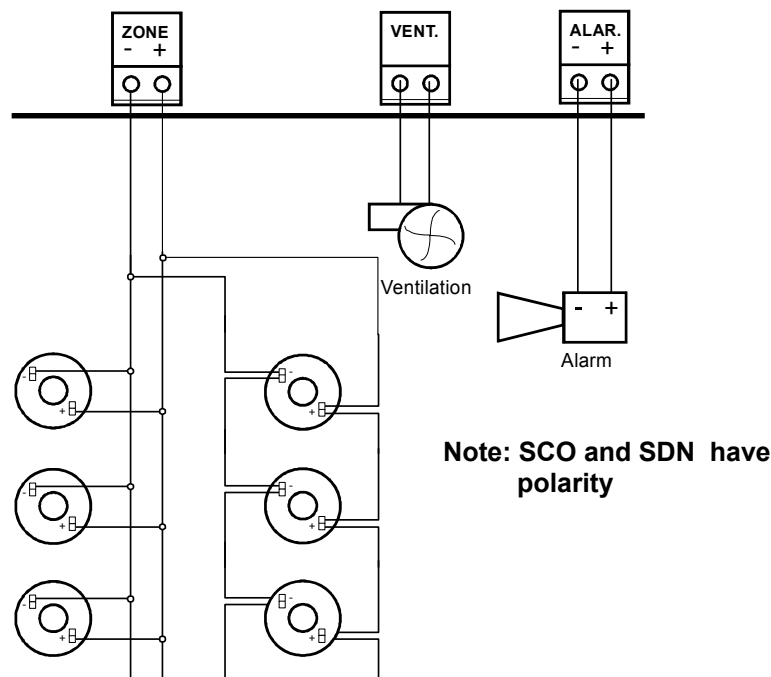 ZONE
- +
VENT.
ALAR.
- +
Ventilation
- +
Alarm
-
+
-
+
Note: SCO and SDN have
polarity
-
+
-
+
-
+
-
+